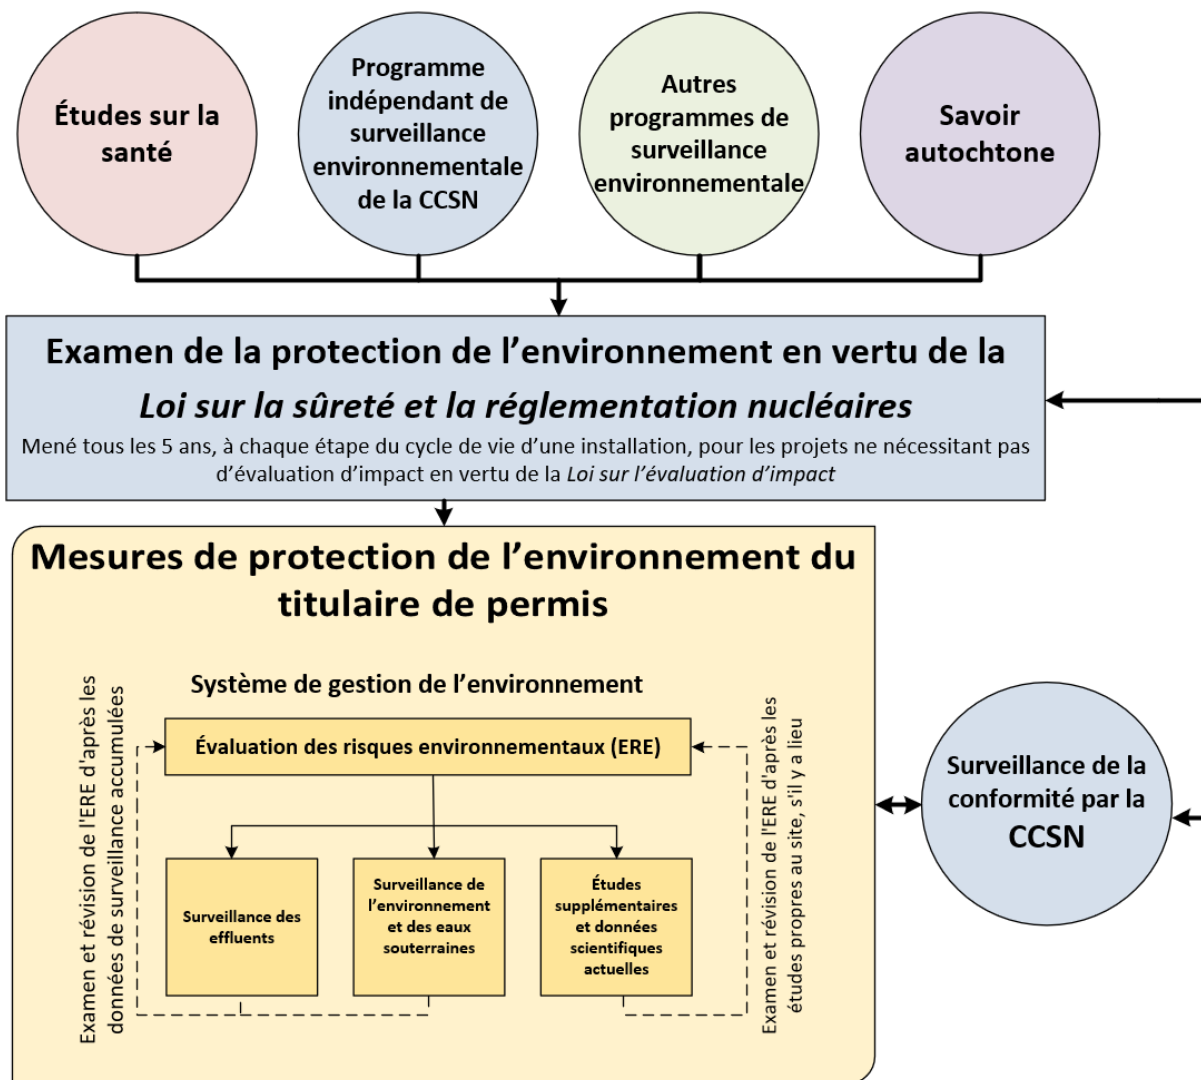 Études sur la
santé
Programme
indépendant de
surveillance
environnementale
de la CCSN
Autres
programmes de
surveillance
environnementale
Savoir
autochtone
Examen de la protection de l’environnement en vertu de la
Loi sur la sûreté et la réglementation nucléaires
Mené tous les 5 ans, à chaque étape du cycle de vie d’une installation, pour les projets ne nécessitant pas
d’évaluation d’impact en vertu de la Loi sur l’évaluation d’impact
Mesures de protection de l’environnement du
titulaire de permis
Système de gestion de l’environnement
Examen et révision de l'ERE d'après les
données de surveillance accumulées
Évaluation des risques environnementaux (ERE)
Surveillance des
effluents
Surveillance de
l’environnement
et des eaux
souterraines
Études
supplémentaires
et données
scientifiques
actuelles
Examen et révision de l'ERE d'après les
études propres au site, s'il y a lieu
Surveillance de la
conformité par la
CCSN